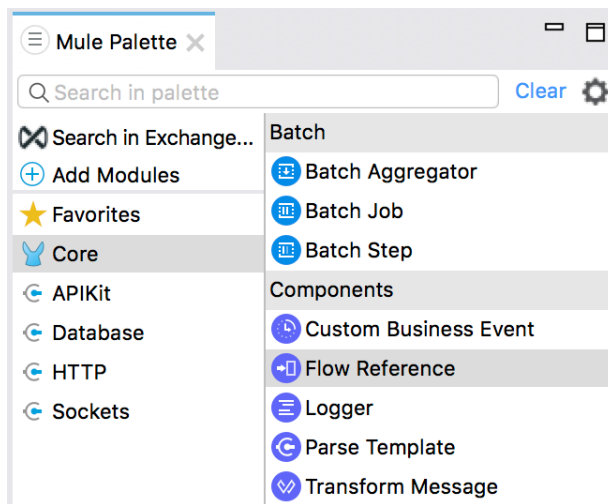 Mule Palette
Search in palette
Clear
Search in Exchange...
Add Modules
Favorites
Core
APIKit
Database
HTTP
Sockets
Batch
Batch Aggregator
Batch Job
Batch Step
Components
Custom Business Event
Flow Reference
Logger
Parse Template
Transform Message